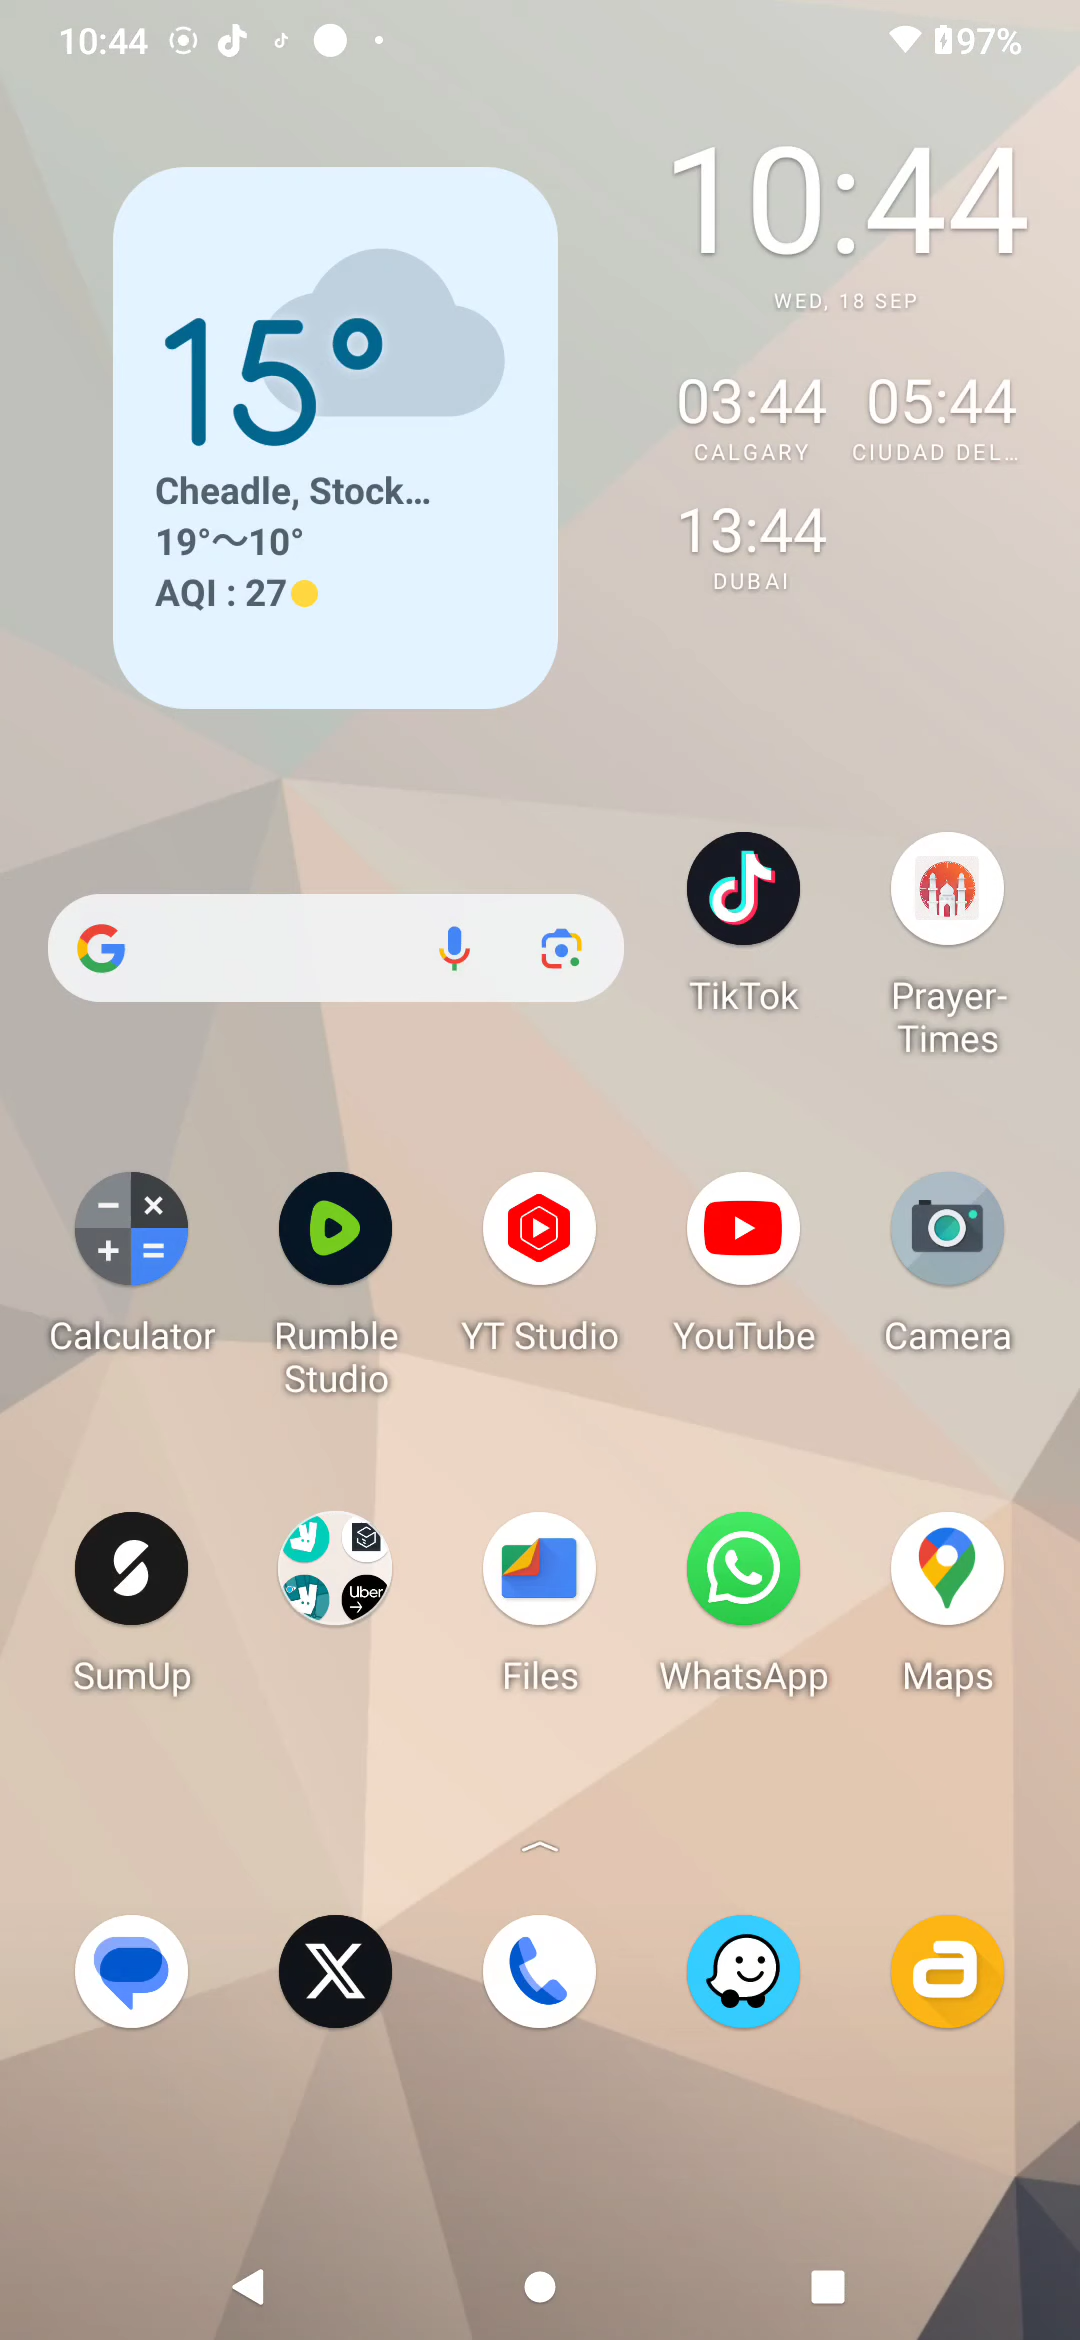 10:44
97%
10:44
WED, 18 SEP
15°
Cheadle, Stock...
19°～10°
AQI : 27
03:44
05:44
CALGARY
CIUDAD DEL...
13:44
DUBAI
TikTok
Prayer-
Times
Calculator
Rumble
Studio
YT Studio
YouTube
Camera
Uber
SumUp
Files
WhatsApp
Maps